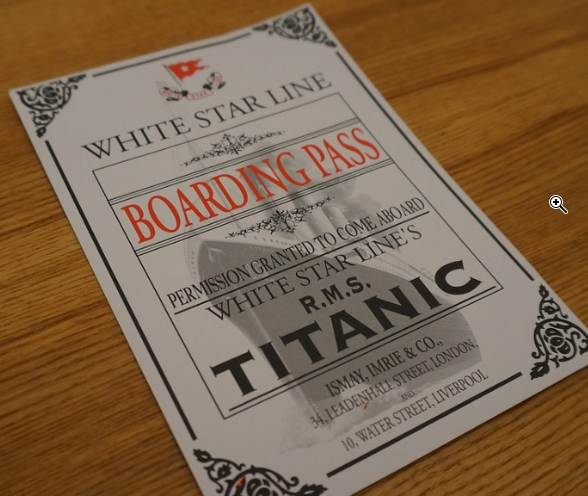 WHITE STAR LINE
BOARDING PASS
PERMISSION GRANTED TO COME ABOARD
WHITE STAR LINE'S
R.M.S.
TITANIC
ISMAY, IMRIE & CO.,
34, LEADENHALL STREET, LONDON,
AND
10, WATER STREET, LIVERPOOL